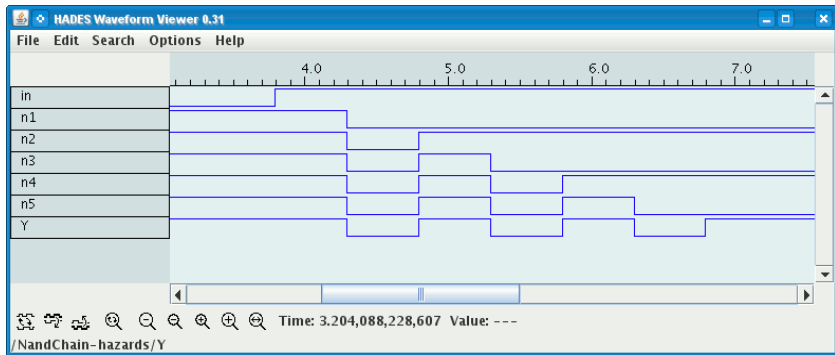 HADES Waveform Viewer 0.31
File Edit Search Options Help
4.0 5.0 6.0 7.0
in
n1
n2
n3
n4
n5
Y
Time: 3.204,088,228,607 Value: ---
/NandChain-hazards/Y